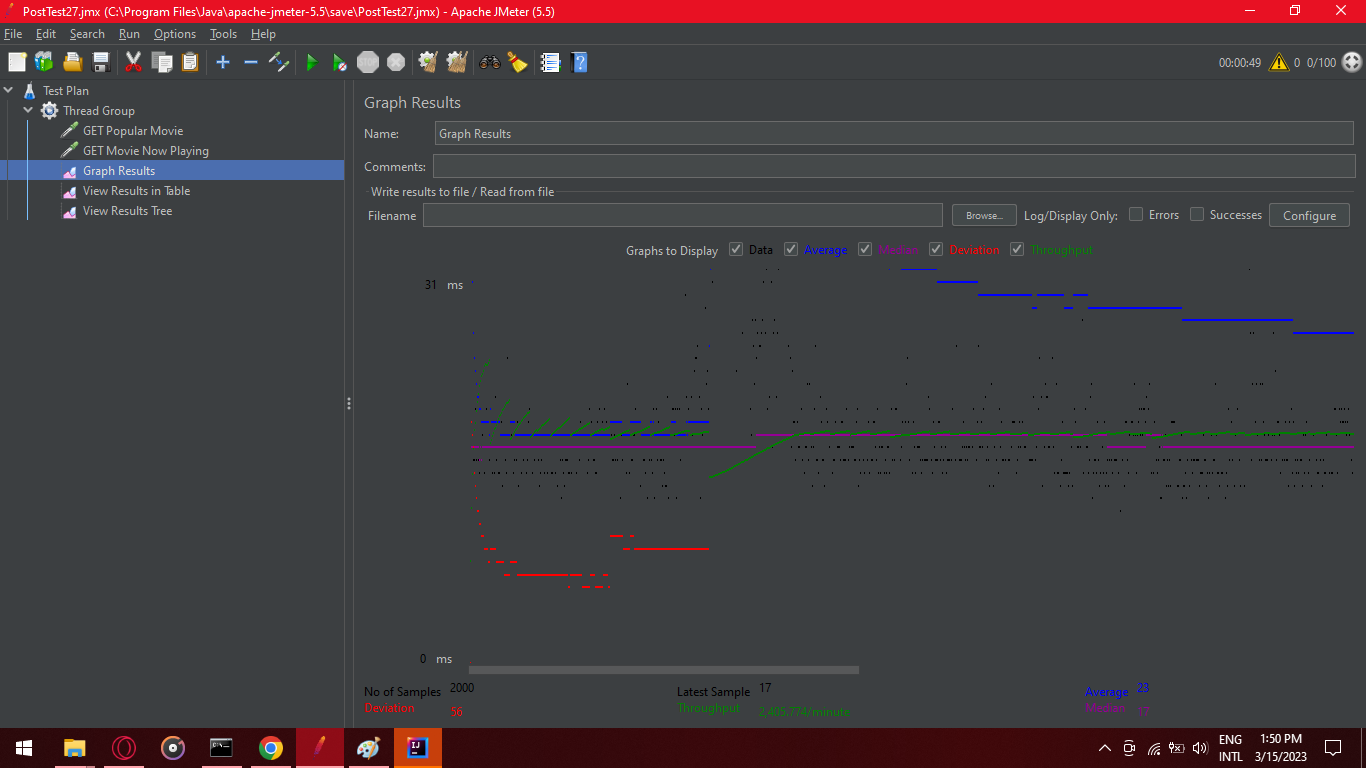 PostTest27.jmx (C:\Program Files\Java\apache-jmeter-5.5\save\PostTest27.jmx) - Apache JMeter (5.5)
File Edit Search Run Options Tools Help
STOP 00:00:49 0 0/100
Test Plan
Thread Group
GET Popular Movie
GET Movie Now Playing
Graph Results
View Results in Table
View Results Tree
Graph Results
Name: Graph Results
Comments:
Write results to file / Read from file
Filename Browse... Log/Display Only: Errors Successes Configure
Graphs to Display Data Average Median Deviation Throughput
31 ms
0 ms
No of Samples 2000 Latest Sample 17 Average 23
Deviation 56 Throughput 2,405.774/minute Median 17
ENG 1:50 PM
INTL 3/15/2023